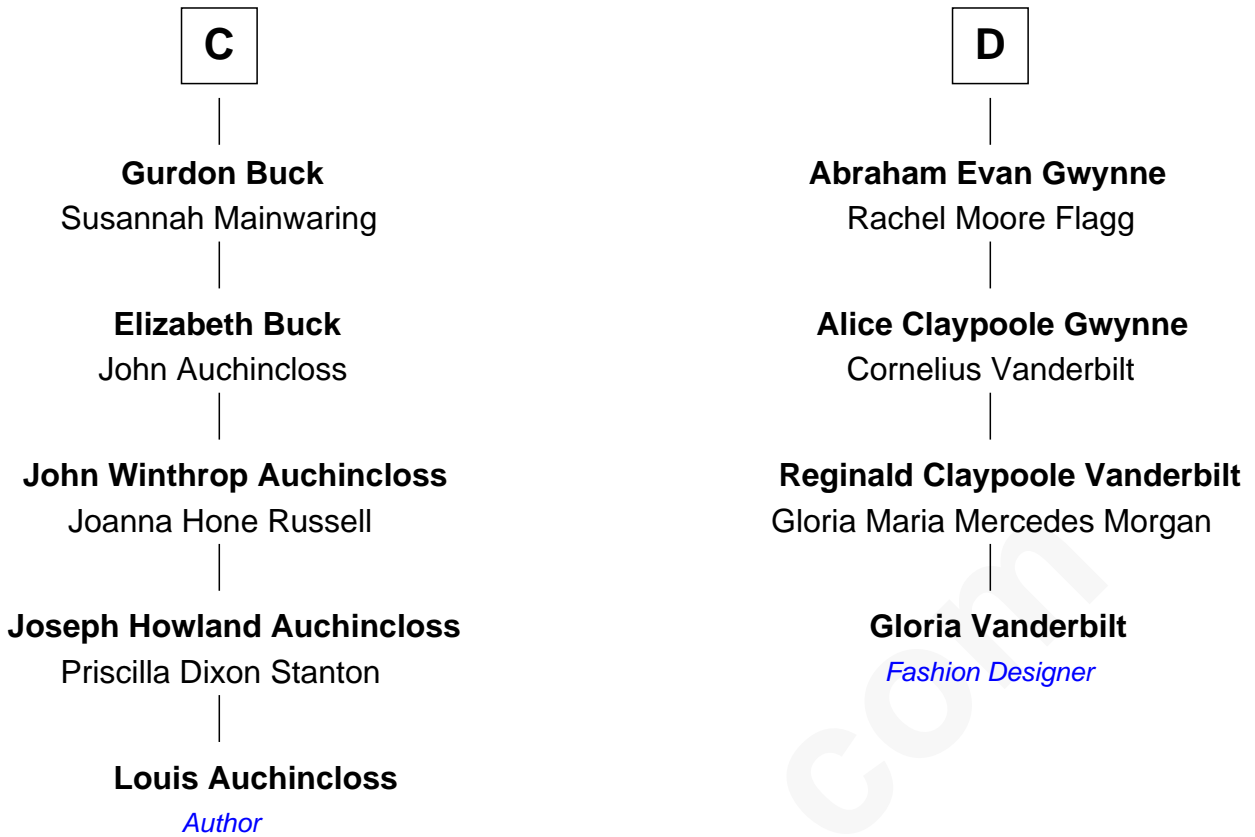 C
Gurdon Buck
Susannah Mainwaring
Elizabeth Buck
John Auchincloss
John Winthrop Auchincloss
Joanna Hone Russell
Joseph Howland Auchincloss
Priscilla Dixon Stanton
Louis Auchincloss
Author
D
Abraham Evan Gwynne
Rachel Moore Flagg
Alice Claypoole Gwynne
Cornelius Vanderbilt
Reginald Claypoole Vanderbilt
Gloria Maria Mercedes Morgan
Gloria Vanderbilt
Fashion Designer
com